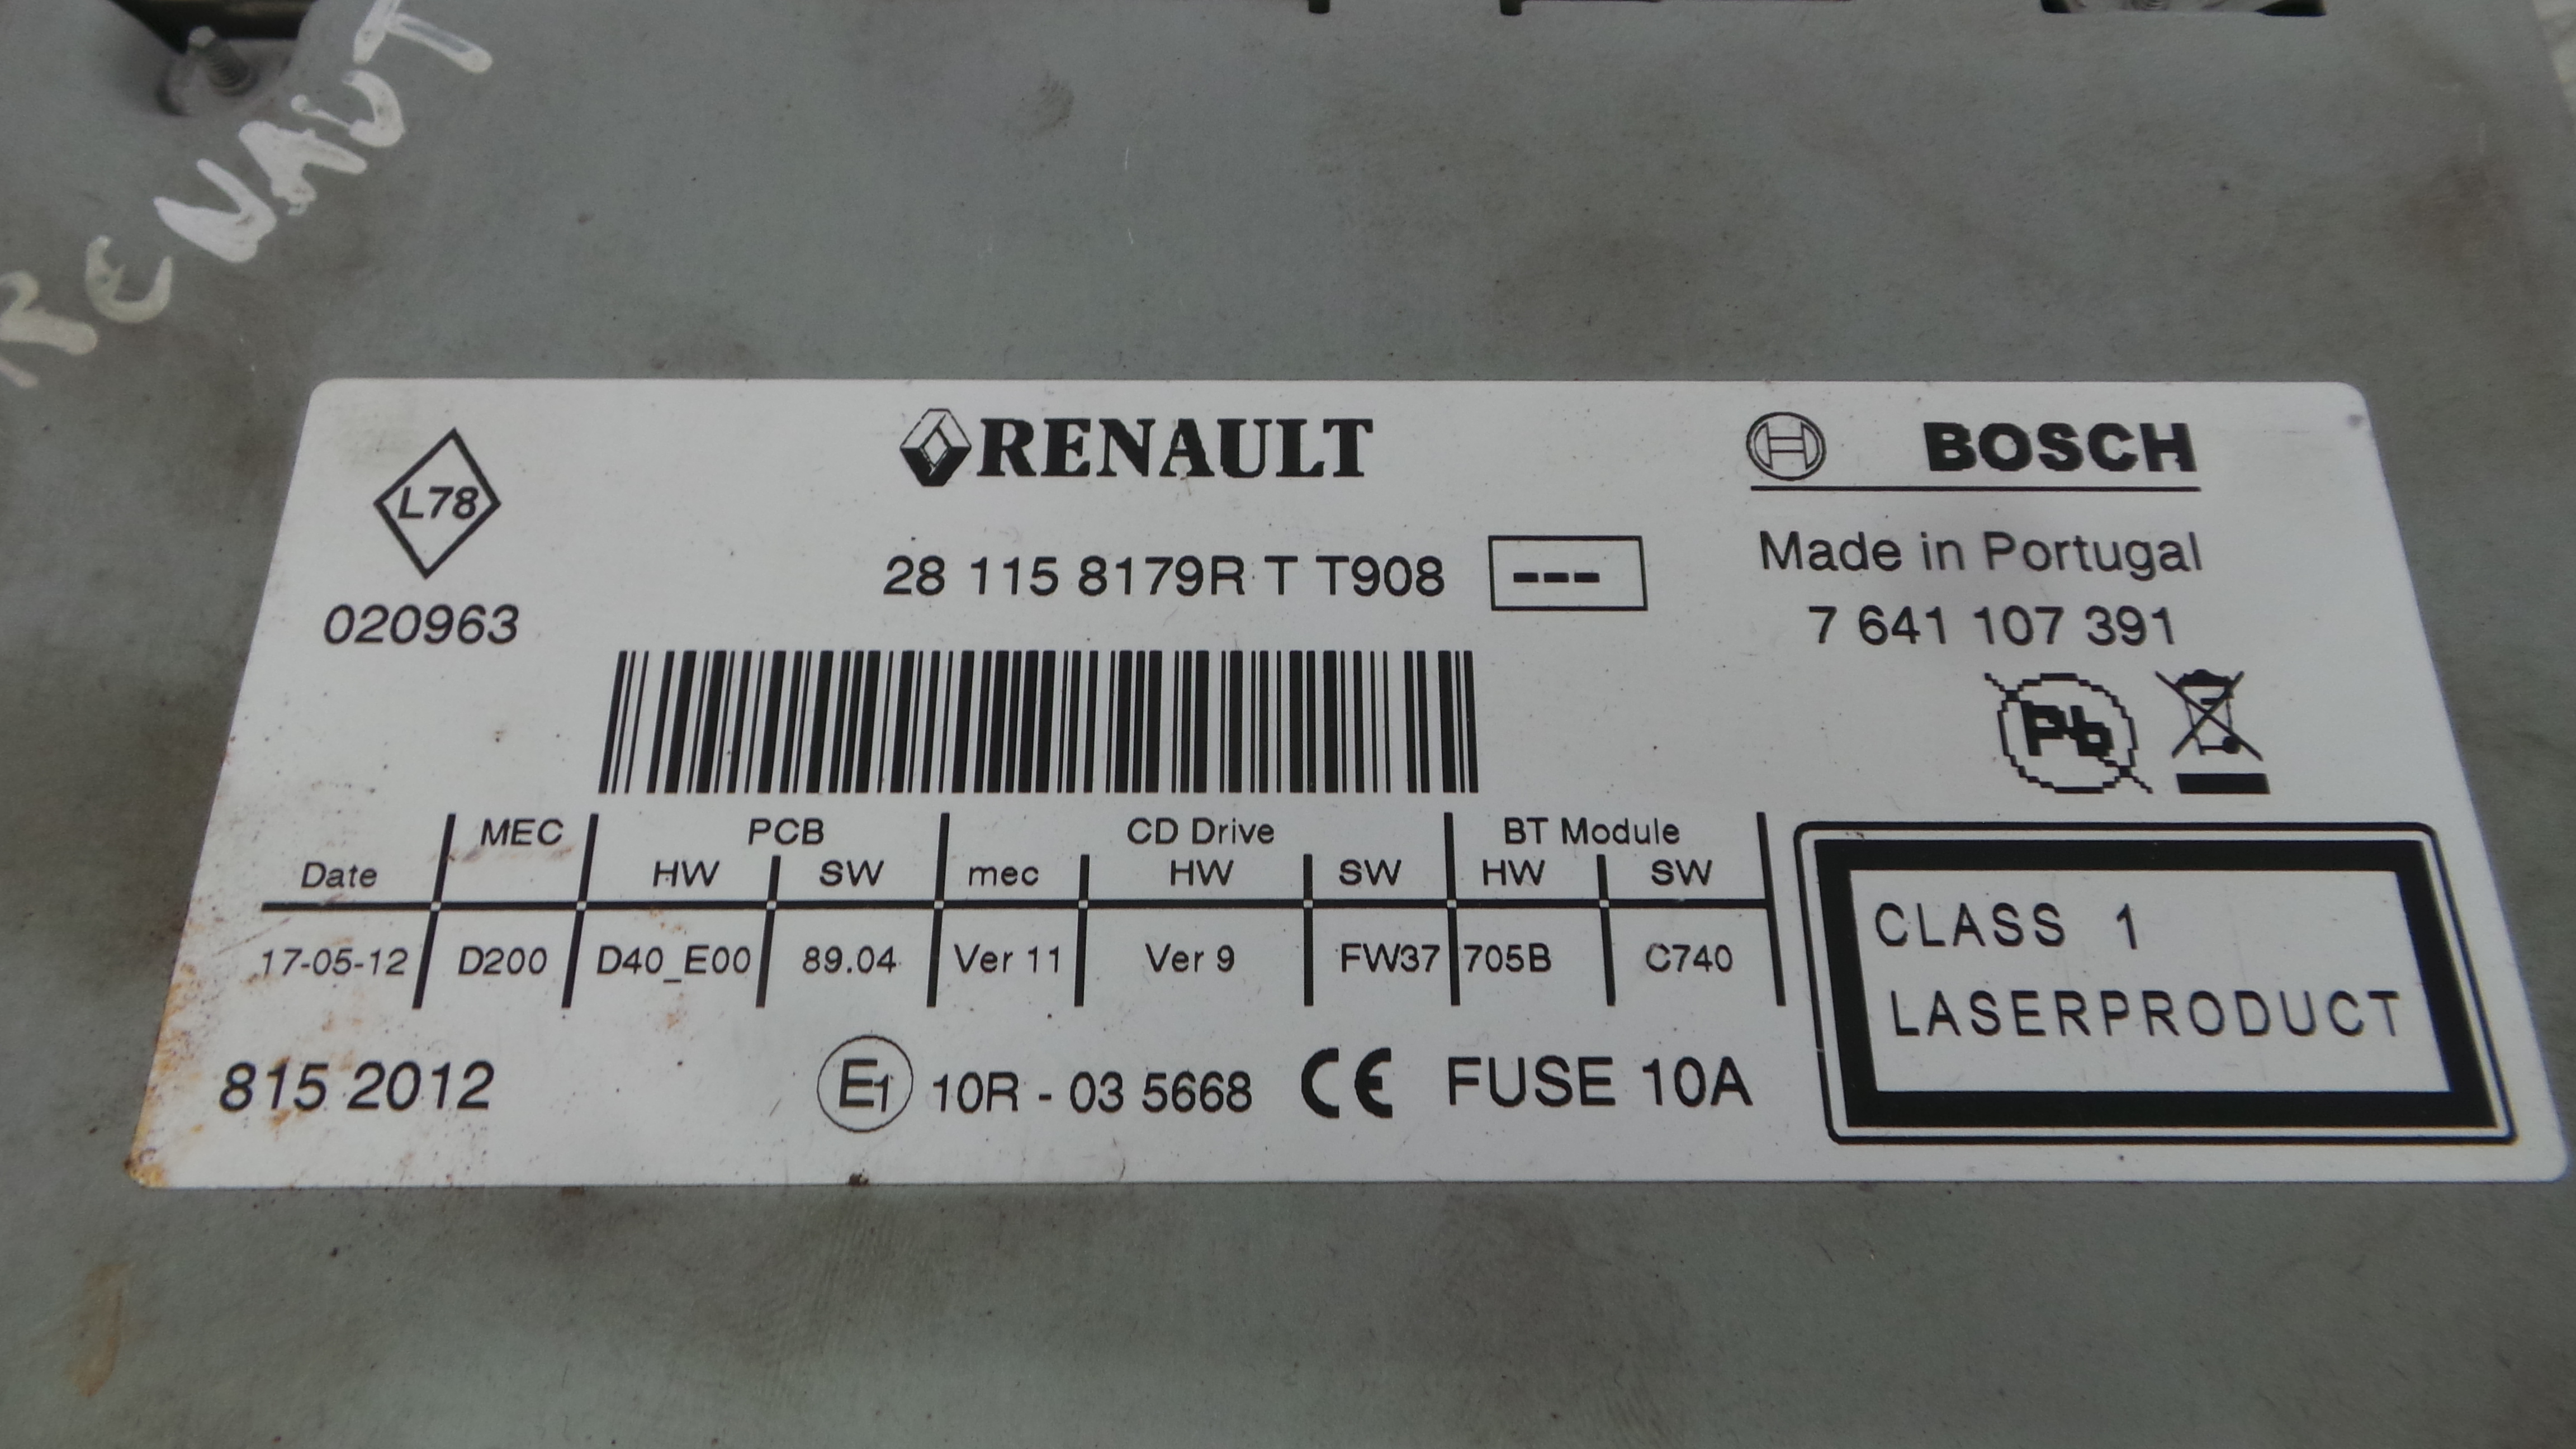 RENAUT
RENAULT
BOSCH
L78
28 115 8179R T T908 ---
Made in Portugal
020963
7 641 107 391
Pb
MEC PCB CD Drive BT Module
Date HW SW mec HW SW HW SW
17-05-12 D200 D40_E00 89.04 Ver 11 Ver 9 FW37 705B C740
CLASS 1
LASERPRODUCT
815 2012 E1 10R - 03 5668 CE FUSE 10A